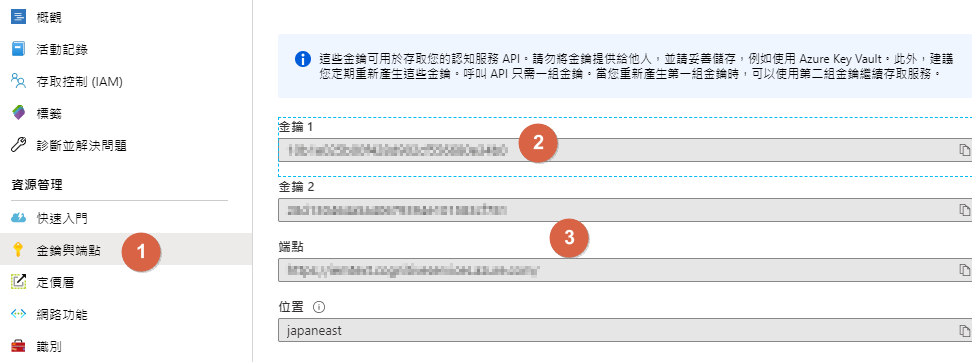 概觀
活動記錄
存取控制 (IAM)
標籤
診斷並解決問題
資源管理
快速入門
金鑰與端點
1
定價層
網路功能
識別
這些金鑰可用於存取您的認知服務 API。請勿將金鑰提供給他人，並請妥善儲存，例如使用 Azure Key Vault。此外，建議
您定期重新產生這些金鑰。呼叫 API 只需一組金鑰。當您重新產生第一組金鑰時，可以使用第二組金鑰繼續存取服務。
金鑰 1
2
金鑰 2
3
端點
位置
japaneast